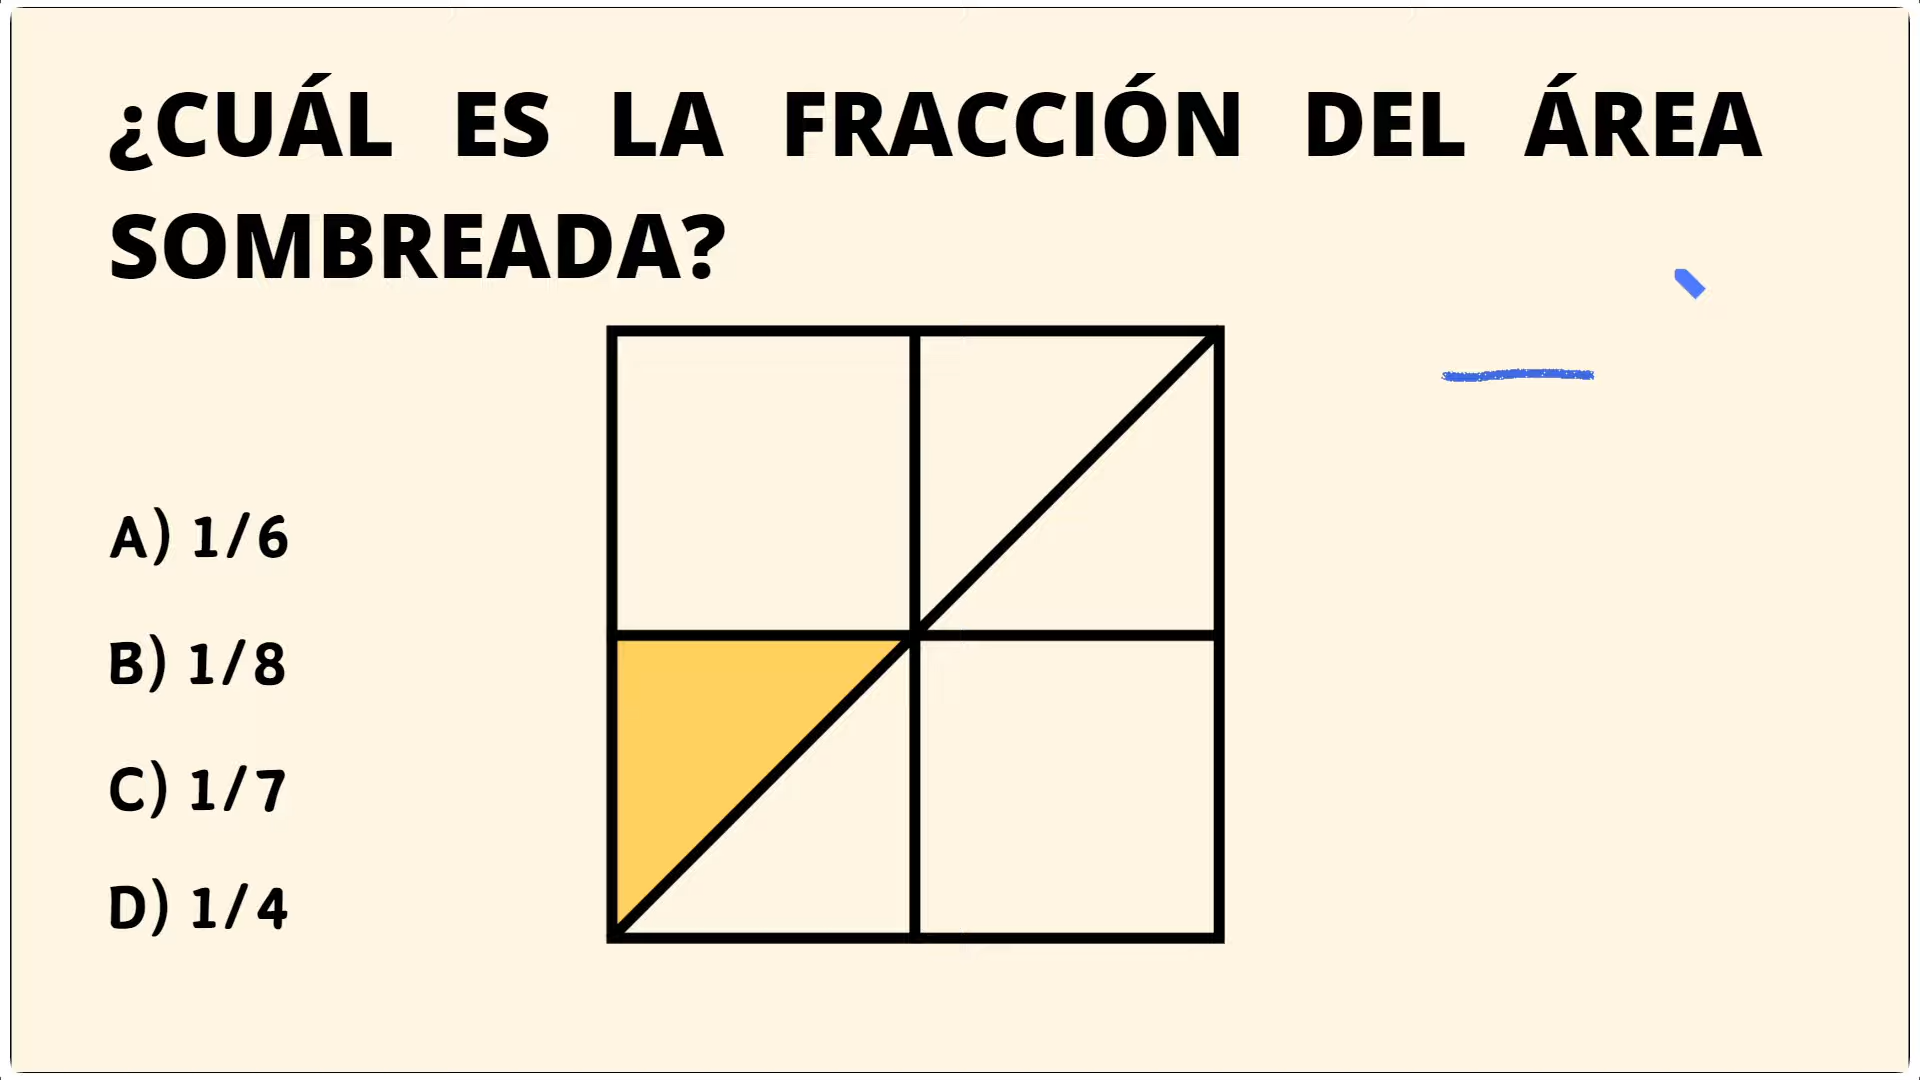 ¿CUÁL ES LA FRACCIÓN DEL ÁREA
SOMBREADA?
A) 1/6
B) 1/8
C) 1/7
D) 1/4